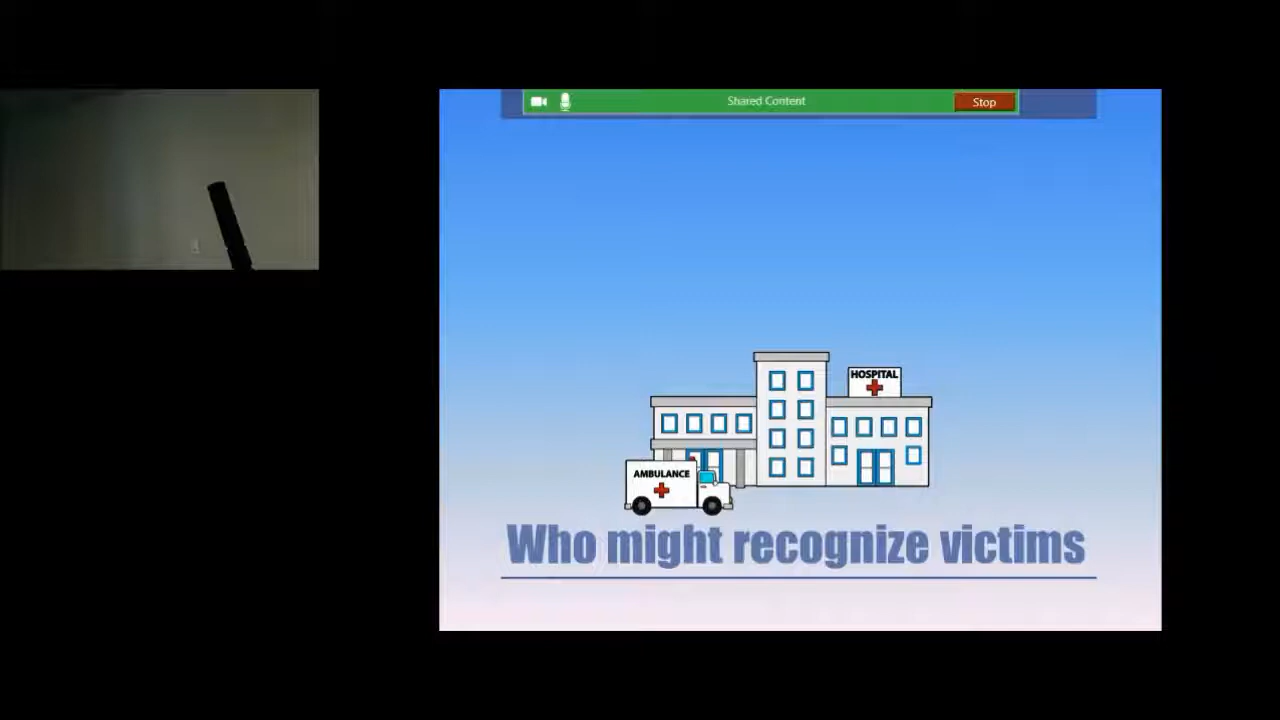 Shared Content
Stop
HOSPITAL
AMBULANCE
Who might recognize victims